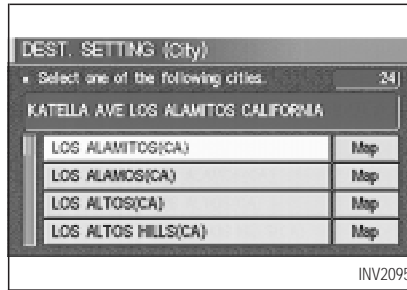 DEST. SETTING (City)
Select one of the following cities. 24
KATELLA AVE LOS ALAMITOS CALIFORNIA
LOS ALAMITOS(CA) Map
LOS ALAMOS(CA) Map
LOS ALTOS(CA) Map
LOS ALTOS HILLS(CA) Map
INV2095